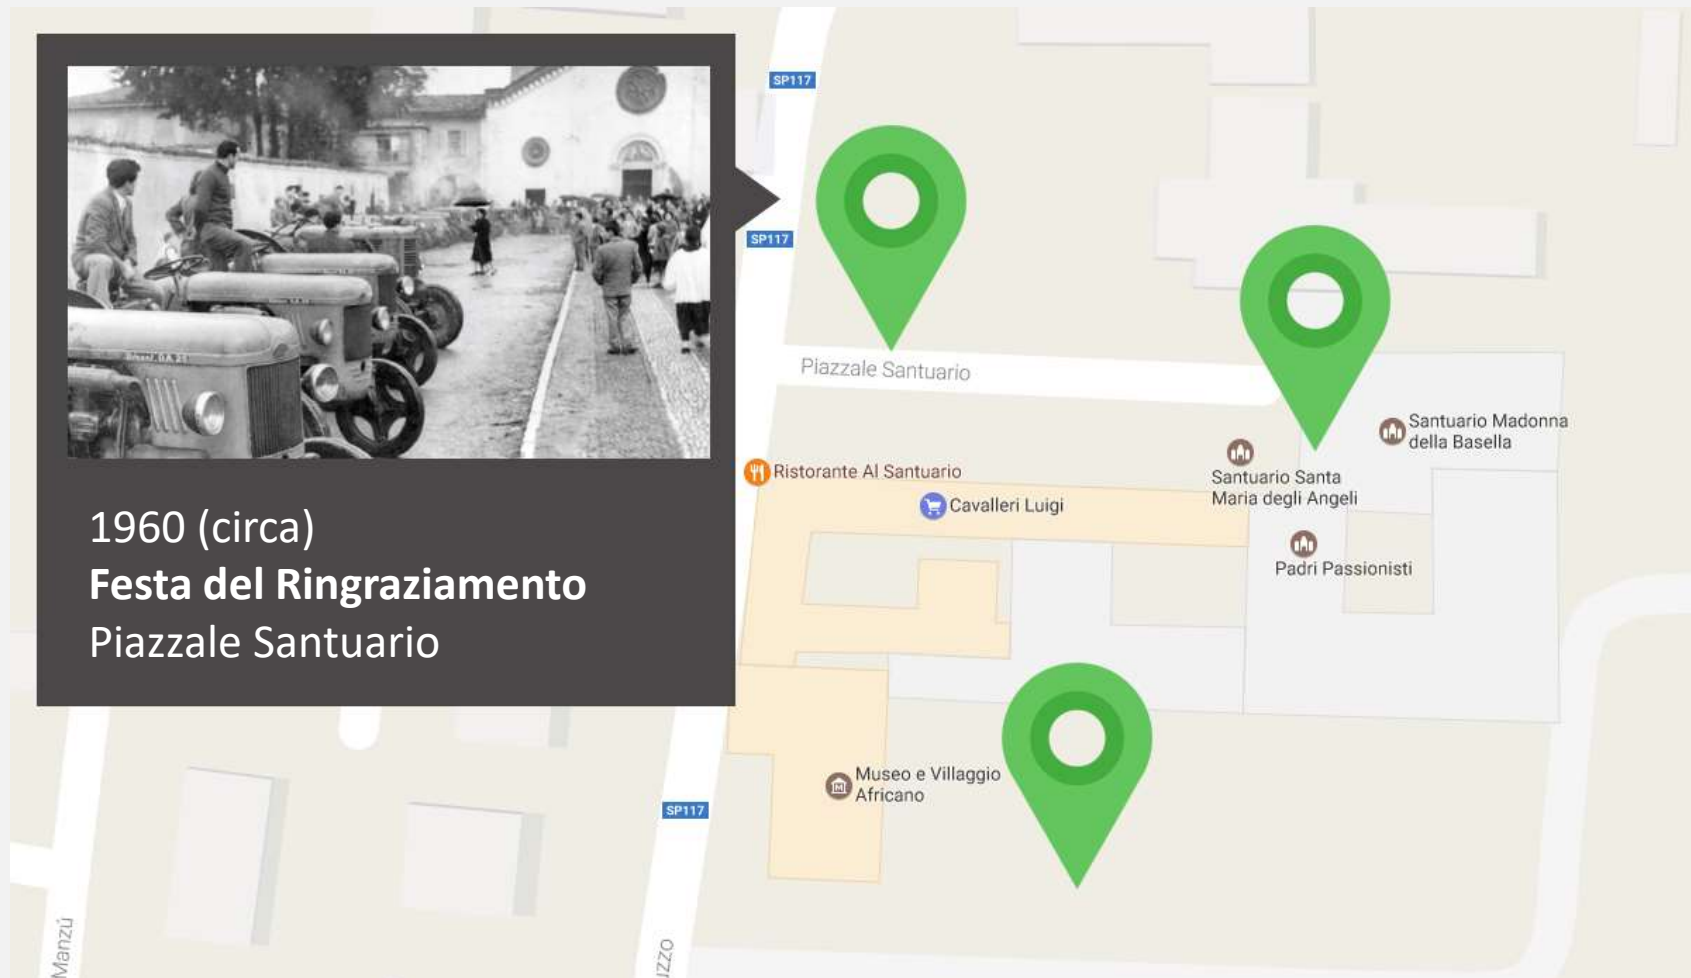 1960 (circa)
Festa del Ringraziamento
Piazzale Santuario
SP117
SP117
Piazzale Santuario
Santuario Madonna
della Basella
Ristorante Al Santuario
Santuario Santa
Maria degli Angeli
Cavalleri Luigi
Padri Passionisti
Museo e Villaggio
Africano
SP117
Manzù